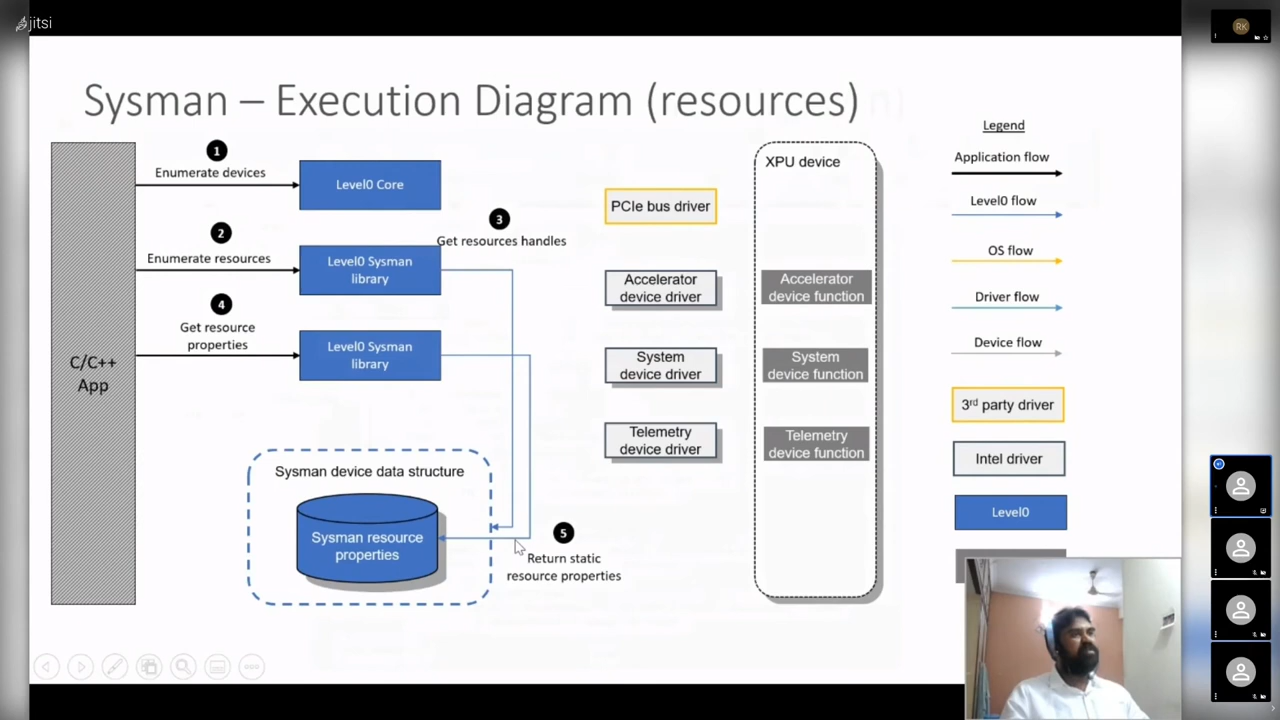 jitsi
RK
Sysman – Execution Diagram (resources)
1
Enumerate devices
Level0 Core
2
Enumerate resources
Level0 Sysman
library
3
Get resources handles
4
Get resource
properties
Level0 Sysman
library
C/C++
App
Sysman device data structure
Sysman resource
properties
5
Return static
resource properties
PCIe bus driver
Accelerator
device driver
System
device driver
Telemetry
device driver
XPU device
Accelerator
device function
System
device function
Telemetry
device function
Legend
Application flow
Level0 flow
OS flow
Driver flow
Device flow
3rd party driver
Intel driver
Level0